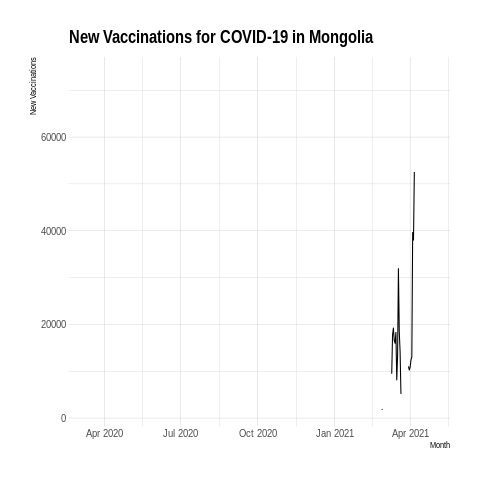 New Vaccinations for COVID-19 in Mongolia
New Vaccinations
60000
40000
20000
0
Apr 2020 Jul 2020 Oct 2020 Jan 2021 Apr 2021
Month